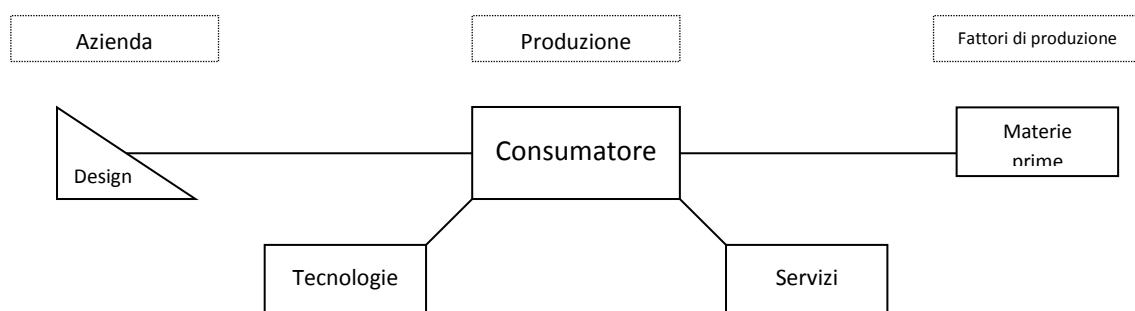 Azienda
Produzione
Fattori di produzione
Design
Consumatore
Materie
prime
Tecnologie
Servizi